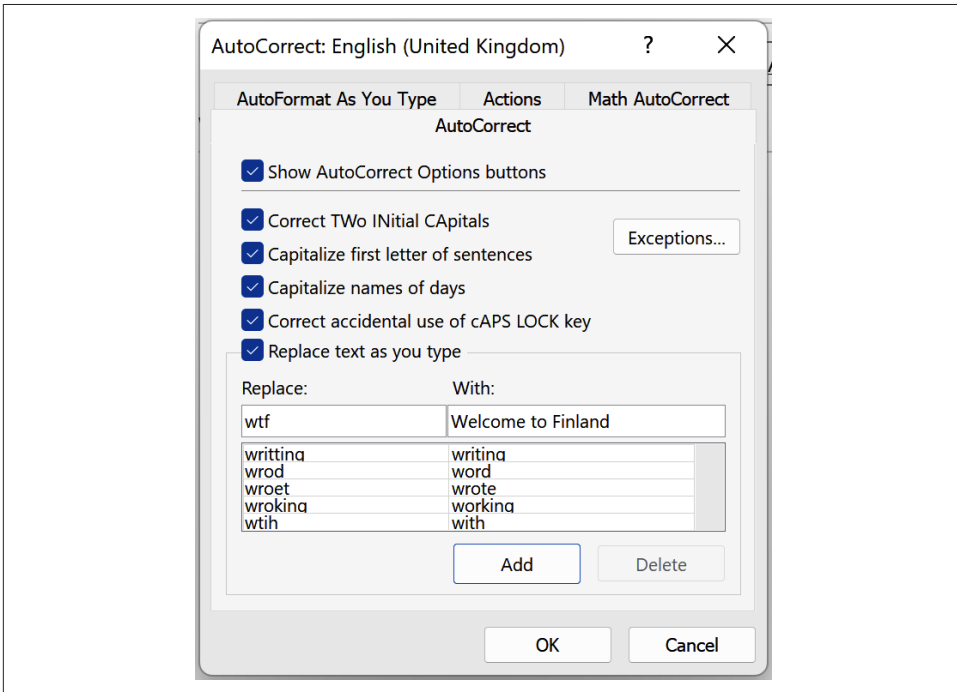 AutoCorrect: English (United Kingdom) ?
AutoFormat As You Type Actions Math AutoCorrect
AutoCorrect
Show AutoCorrect Options buttons
Correct TWo INitial CApitals
Exceptions...
Capitalize first letter of sentences
Capitalize names of days
Correct accidental use of cAPS LOCK key
Replace text as you type
Replace: With:
wtf Welcome to Finland
writting writing
wrod word
wroet wrote
wroking working
wtih with
Add Delete
OK Cancel